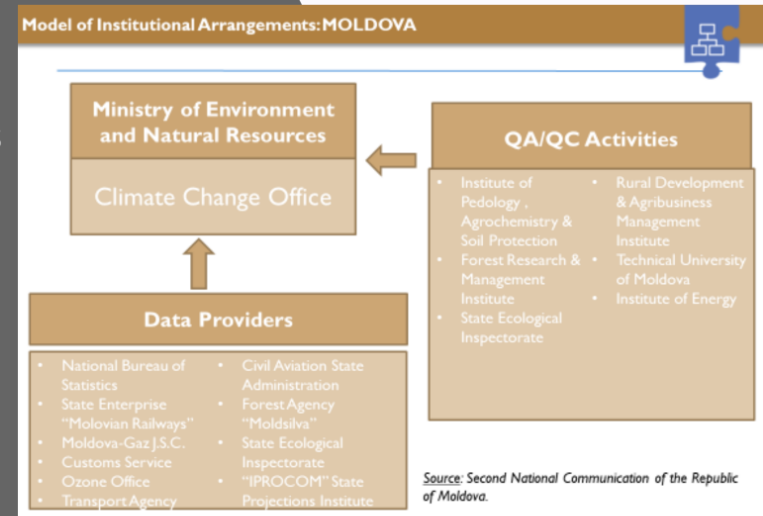 Model of Institutional Arrangements: MOLDOVA
Ministry of Environment
and Natural Resources
Climate Change Office
QA/QC Activities
• Institute of
Pedology ,
Agrochemistry &
Soil Protection
• Forest Research &
Management
Institute
• State Ecological
Inspectorate
• Rural Development
& Agribusiness
Management
Institute
• Technical University
of Moldova
• Institute of Energy
Data Providers
• National Bureau of
Statistics
• State Enterprise
"Molovian Railways"
• Moldova-Gaz J.S.C.
• Customs Service
• Ozone Office
• Transport Agency
• Civil Aviation State
Administration
• Forest Agency
"Moldsilva"
• State Ecological
Inspectorate
• "IPROCOM" State
Projections Institute
Source: Second National Communication of the Republic
of Moldova.